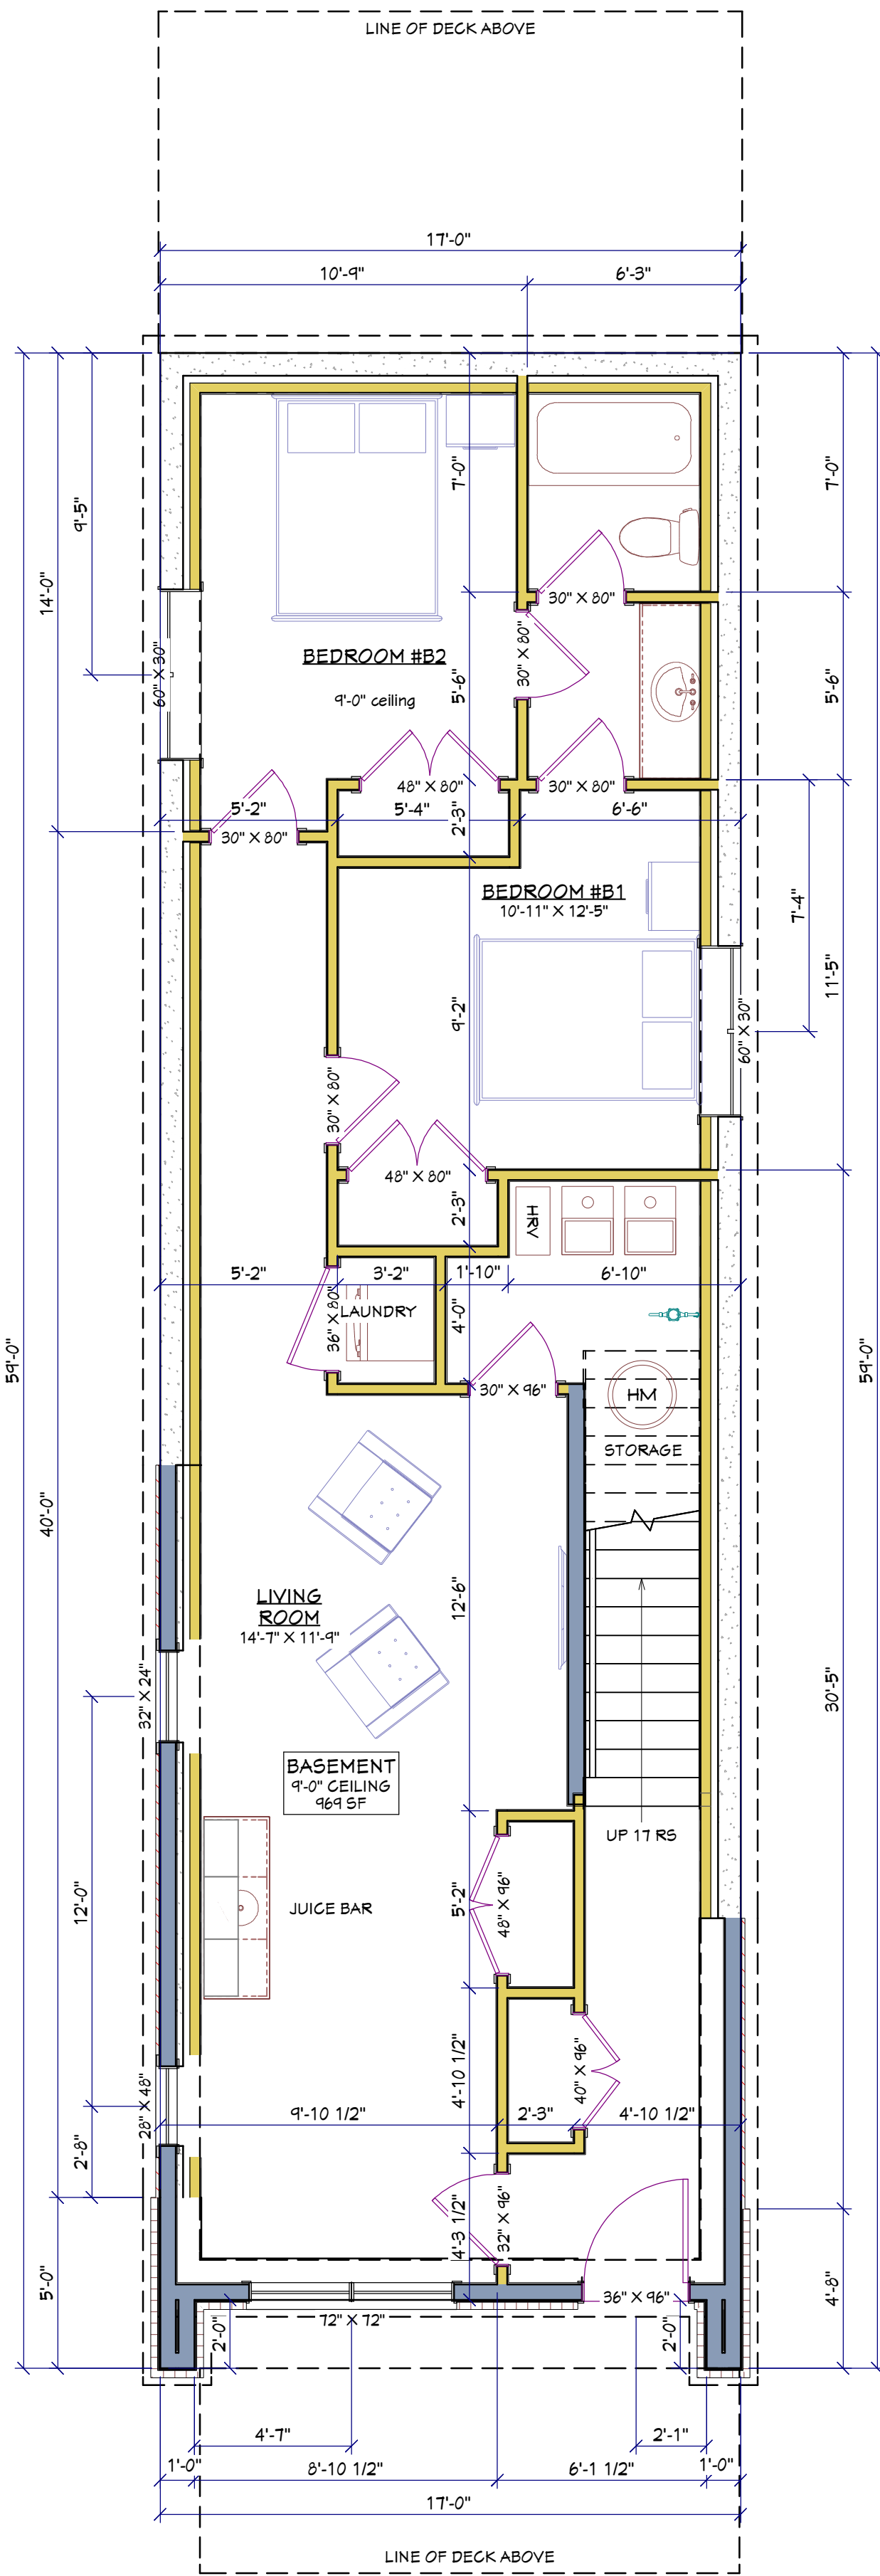 LINE OF DECK ABOVE
17'-0"
10'-9"
6'-3"
7'-0"
7'-0"
9'-5"
14'-0"
30" X 80"
60" X 30"
30" X 80"
BEDROOM #B2
9'-0" ceiling
5'-6"
5'-6"
48" X 80"
30" X 80"
5'-2"
5'-4"
2'-3"
6'-6"
30" X 80"
BEDROOM #B1
10'-11" X 12'-5"
7'-4"
11'-5"
9'-2"
60" X 30"
30" X 80"
48" X 80"
2'-3"
HRV
5'-2"
3'-2"
1'-10"
6'-10"
36" X 80"
LAUNDRY
4'-0"
59'-0"
59'-0"
30" X 96"
HM
STORAGE
40'-0"
LIVING
ROOM
14'-7" X 11'-9"
12'-6"
32" X 24"
30'-5"
BASEMENT
9'-0" CEILING
969 SF
UP 17 RS
12'-0"
JUICE BAR
5'-2"
48" X 96"
40" X 96"
4'-10 1/2"
28" X 48"
9'-10 1/2"
2'-3"
4'-10 1/2"
2'-8"
4'-3 1/2"
32" X 96"
5'-0"
4'-8"
36" X 96"
72" X 72"
2'-0"
2'-0"
4'-7"
2'-1"
1'-0"
8'-10 1/2"
6'-1 1/2"
1'-0"
17'-0"
LINE OF DECK ABOVE